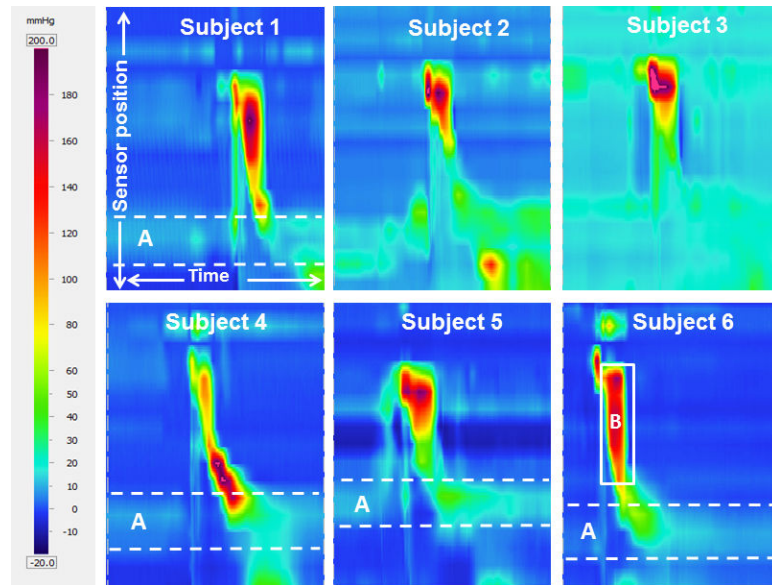 mmHg
200.0
180
160
140
120
100
80
60
50
40
30
20
10
0
-10
-20.0
Subject 1
Sensor position
A
Time
Subject 2
Subject 3
Subject 4
A
Subject 5
A
Subject 6
B
A